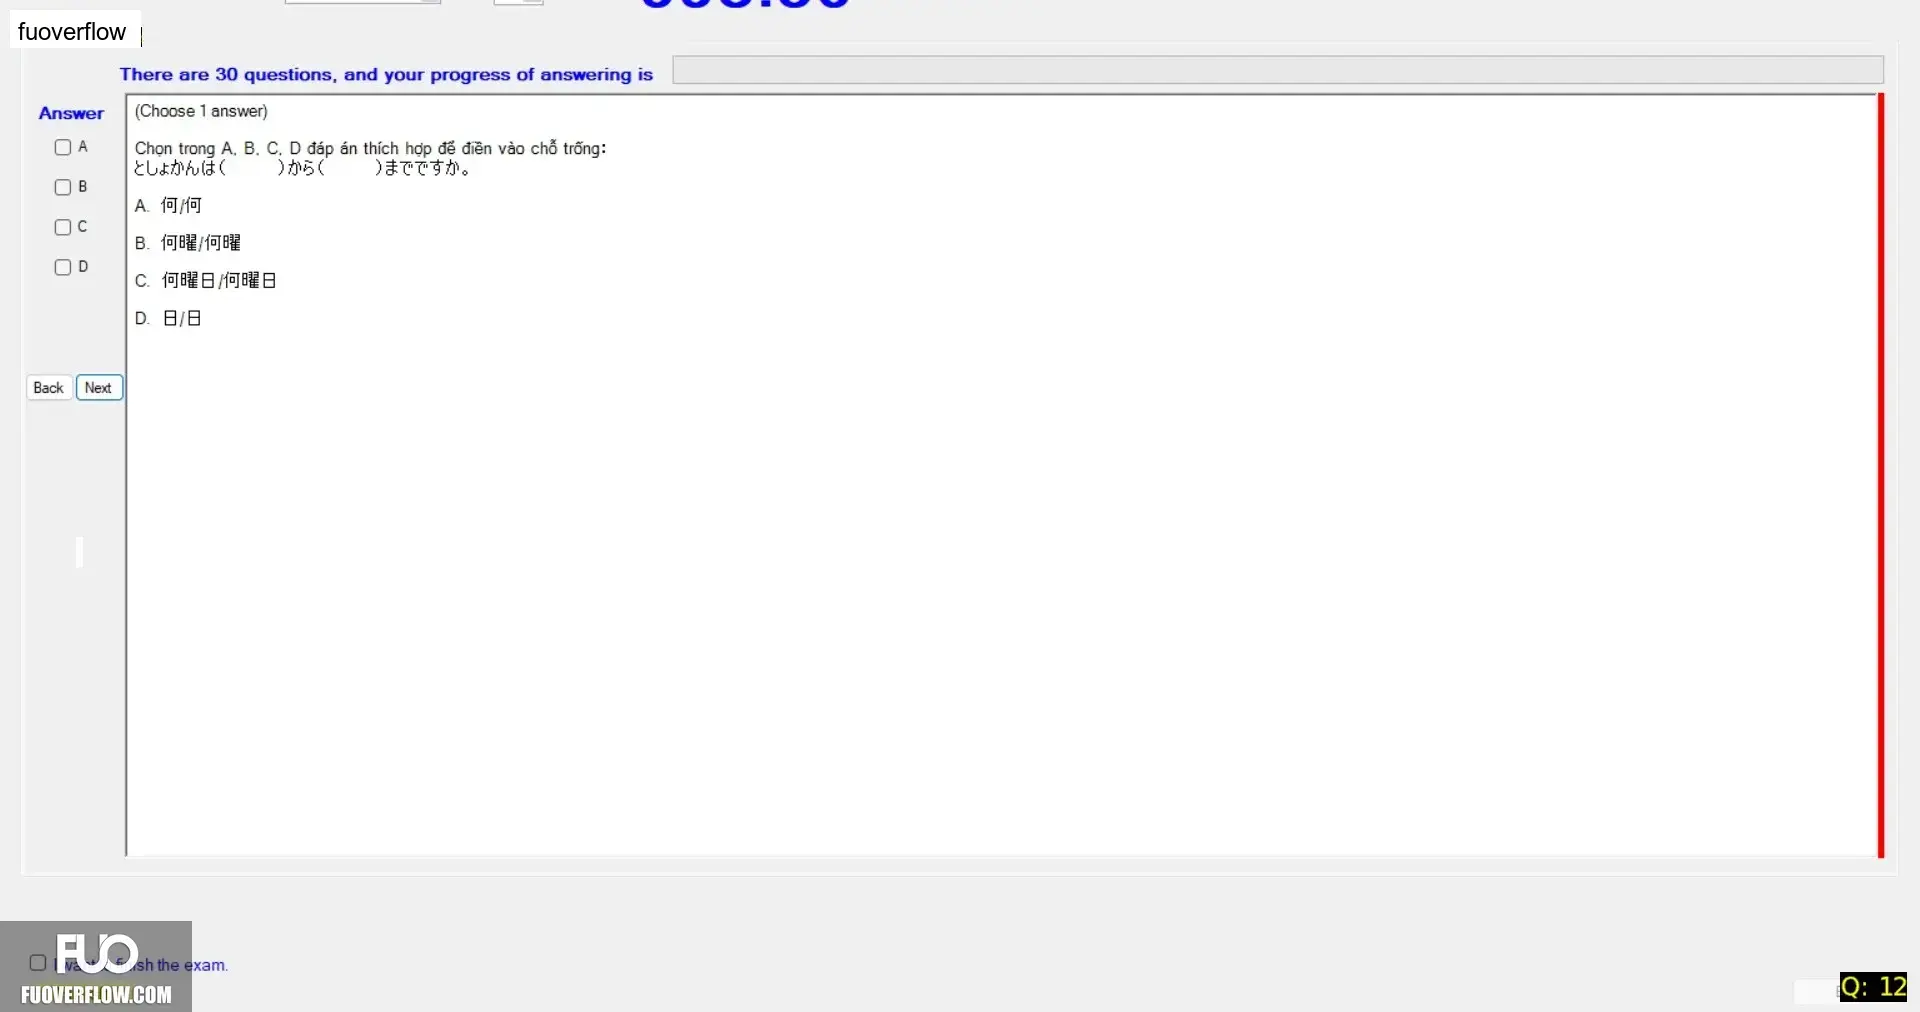 fuoverflow
There are 30 questions, and your progress of answering is
Answer
(Choose 1 answer)
A
B
C
D
Chọn trong A, B, C, D đáp án thích hợp để điền vào chỗ trống:
としょかんは(　　)から(　　)までですか。
A. 何/何
B. 何曜/何曜
C. 何曜日/何曜日
D. 日/日
Back
Next
FUO
the exam.
FUOVERFLOW.COM
Q: 12